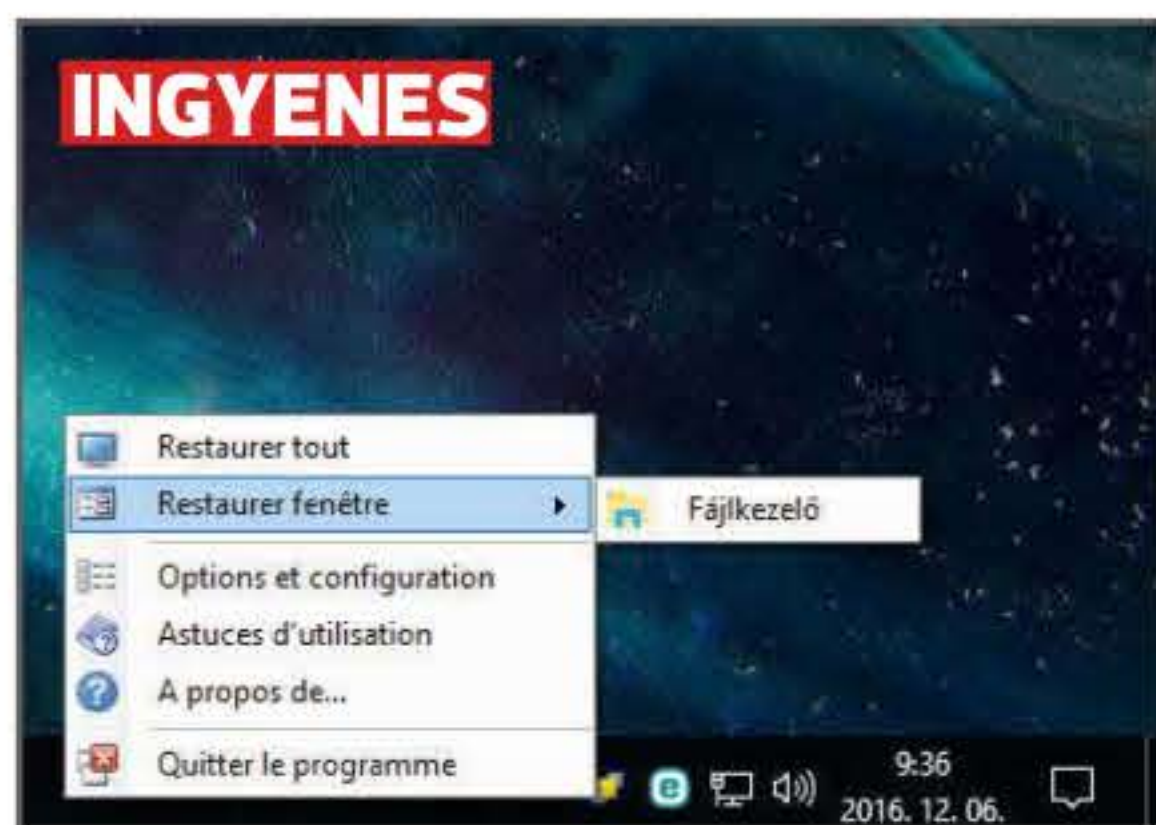 INGYENES
Restaurer tout
Restaurer fenêtre
Fájlkezelő
Options et configuration
Astuces d'utilisation
A propos de...
Quitter le programme
9:36
2016. 12. 06.